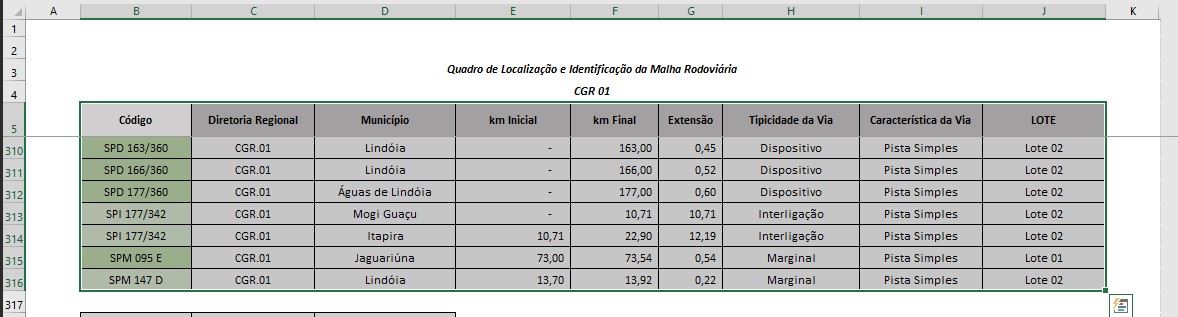 A B C D E F G H I J K
1
2
3 Quadro de Localização e Identificação da Malha Rodoviária
4 CGR 01
5 Código Diretoria Regional Município km Inicial km Final Extensão Tipicidade da Via Característica da Via LOTE
310 SPD 163/360 CGR.01 Lindóia - 163,00 0,45 Dispositivo Pista Simples Lote 02
311 SPD 166/360 CGR.01 Lindóia - 166,00 0,52 Dispositivo Pista Simples Lote 02
312 SPD 177/360 CGR.01 Águas de Lindóia - 177,00 0,60 Dispositivo Pista Simples Lote 02
313 SPI 177/342 CGR.01 Mogi Guaçu - 10,71 10,71 Interligação Pista Simples Lote 02
314 SPI 177/342 CGR.01 Itapira 10,71 22,90 12,19 Interligação Pista Simples Lote 02
315 SPM 095 E CGR.01 Jaguariúna 73,00 73,54 0,54 Marginal Pista Simples Lote 01
316 SPM 147 D CGR.01 Lindóia 13,70 13,92 0,22 Marginal Pista Simples Lote 02
317